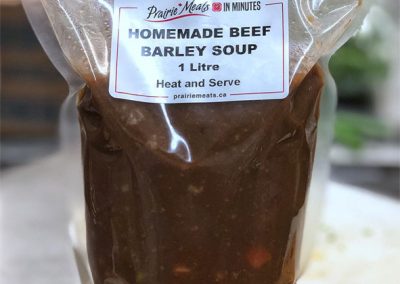 Prairie Meats IN MINUTES
HOMEMADE BEEF
BARLEY SOUP
1 Litre
Heat and Serve
prairiemeats.ca